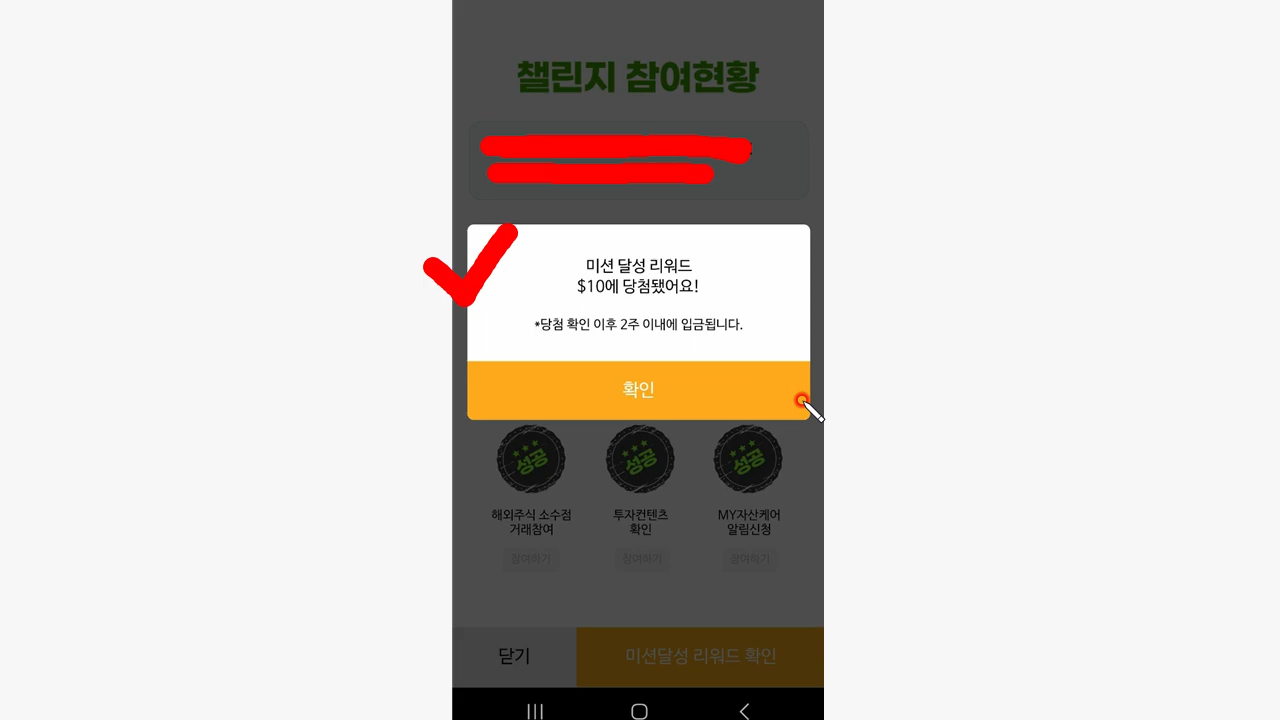 챌린지 참여현황
미션 달성 리워드
$10에 당첨됐어요!
*당첨 확인 이후 2주 이내에 입금됩니다.
확인
성공 성공 성공
해외주식 소수점 거래참여
투자컨텐츠 확인
MY자산케어 알림신청
참여하기 참여하기 참여하기
닫기 미션달성 리워드 확인